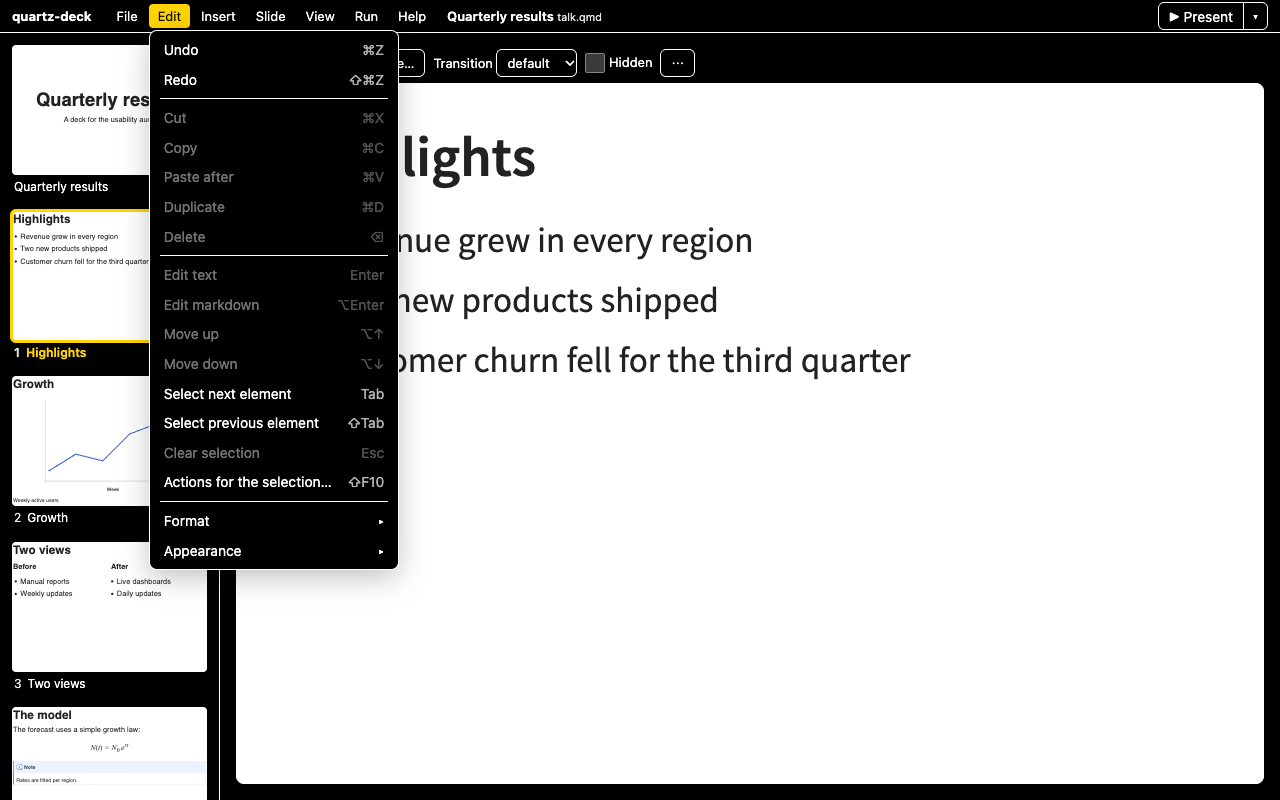 quartz-deck File Edit Insert Slide View Run Help Quarterly results talk.qmd ▶ Present ▾
Undo ⌘Z
Redo ⇧⌘Z
Cut ⌘X
Copy ⌘C
Paste after ⌘V
Duplicate ⌘D
Delete ⌫
Edit text Enter
Edit markdown ⌥Enter
Move up ⌥↑
Move down ⌥↓
Select next element Tab
Select previous element ⇧Tab
Clear selection Esc
Actions for the selection... ⇧F10
Format ▸
Appearance ▸
e... Transition default Hidden ...
Quarterly res
A deck for the usability au
Quarterly results
Highlights
• Revenue grew in every region
• Two new products shipped
• Customer churn fell for the third quarter
1 Highlights
Growth
Week
Weekly active users
2 Growth
Two views
Before After
• Manual reports • Live dashboards
• Weekly updates • Daily updates
3 Two views
The model
The forecast uses a simple growth law:
N(t) = N₀ eʳᵗ
Note
Rates are fitted per region.
lights
nue grew in every region
new products shipped
omer churn fell for the third quarter